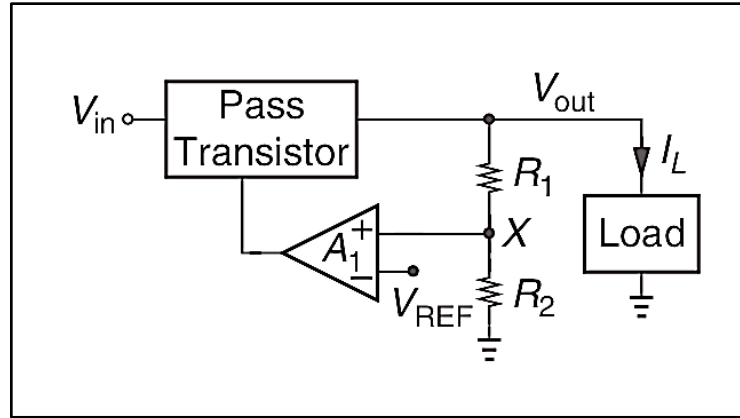 Pass
Transistor
V_in
V_out
I_L
R_1
Load
A_1
+
−
X
V_REF
R_2